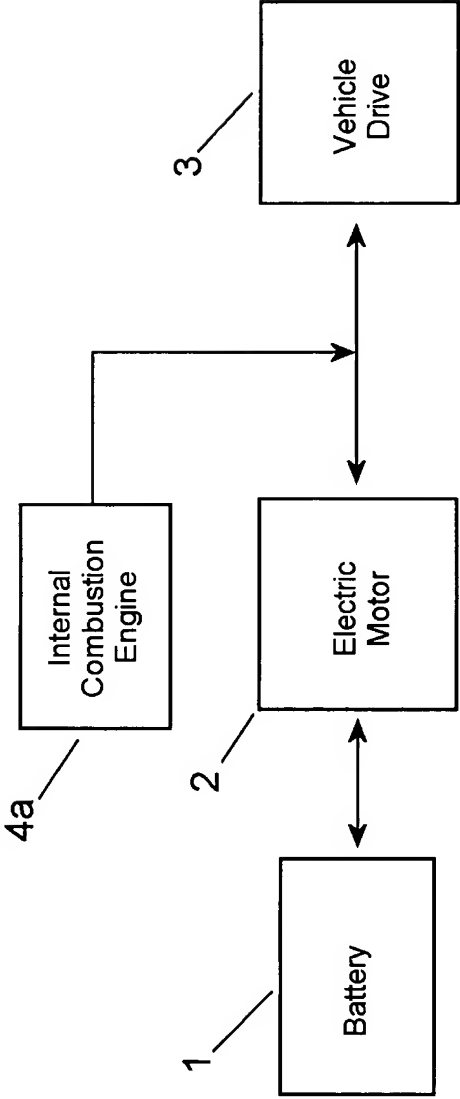 4a
Internal
Combustion
Engine
3
Vehicle
Drive
2
Electric
Motor
1
Battery